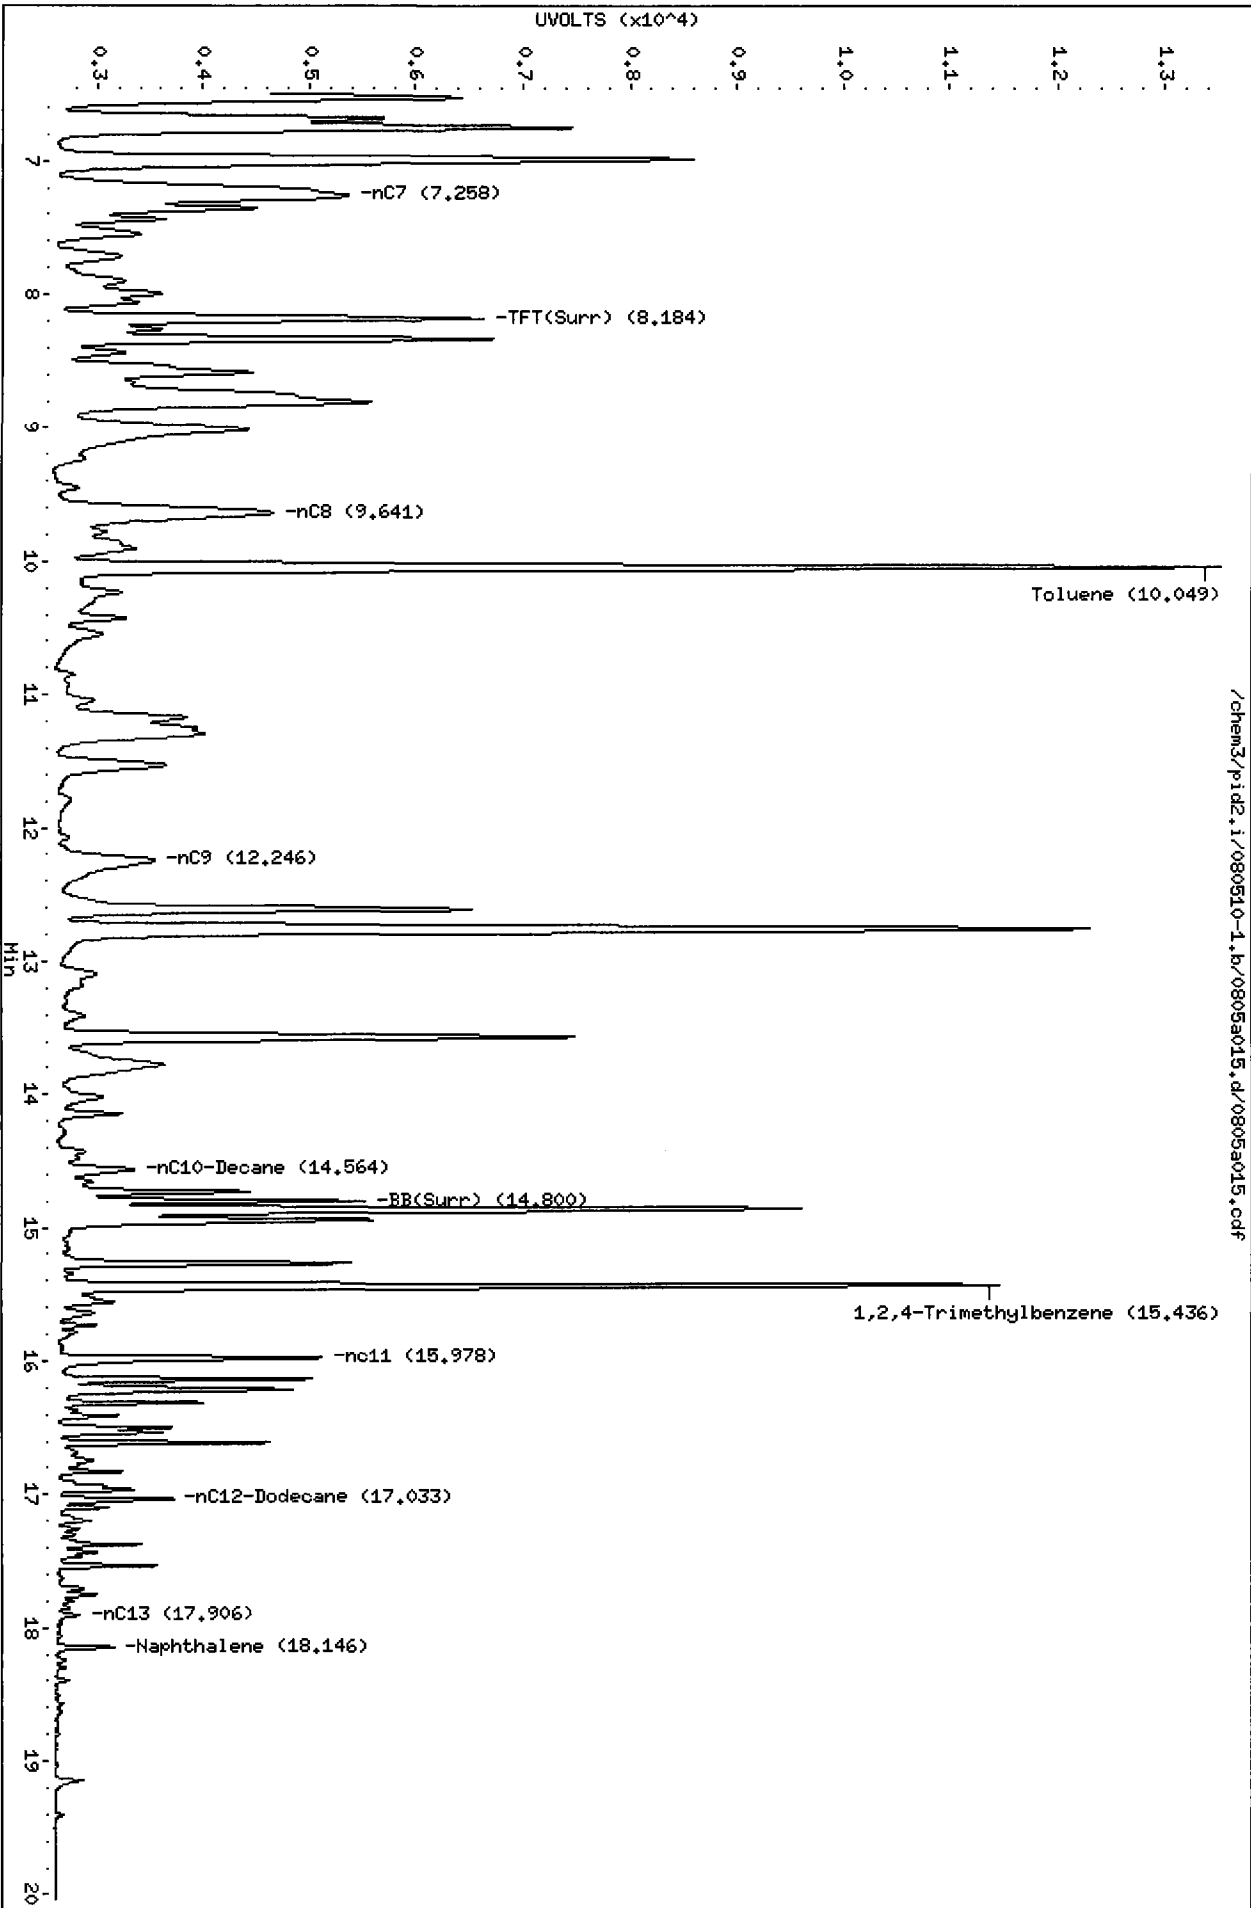 UVOLTS (x10^4)
0.3
0.4
0.5
0.6
0.7
0.8
0.9
1.0
1.1
1.2
1.3
/chem3/pid2.i/080510-1.b/0805a015.d/0805a015.cdf
7
-nC7 (7.258)
8
-TFT(Surr) (8.184)
9
-nC8 (9.641)
10
Toluene (10.049)
11
12
-nC9 (12.246)
13
Min
14
-nC10-Decane (14.564)
-BB(Surr) (14.800)
15
1,2,4-Trimethylbenzene (15.436)
16
-nc11 (15.978)
17
-nC12-Dodecane (17.033)
-nC13 (17.906)
18
-Naphthalene (18.146)
19
20